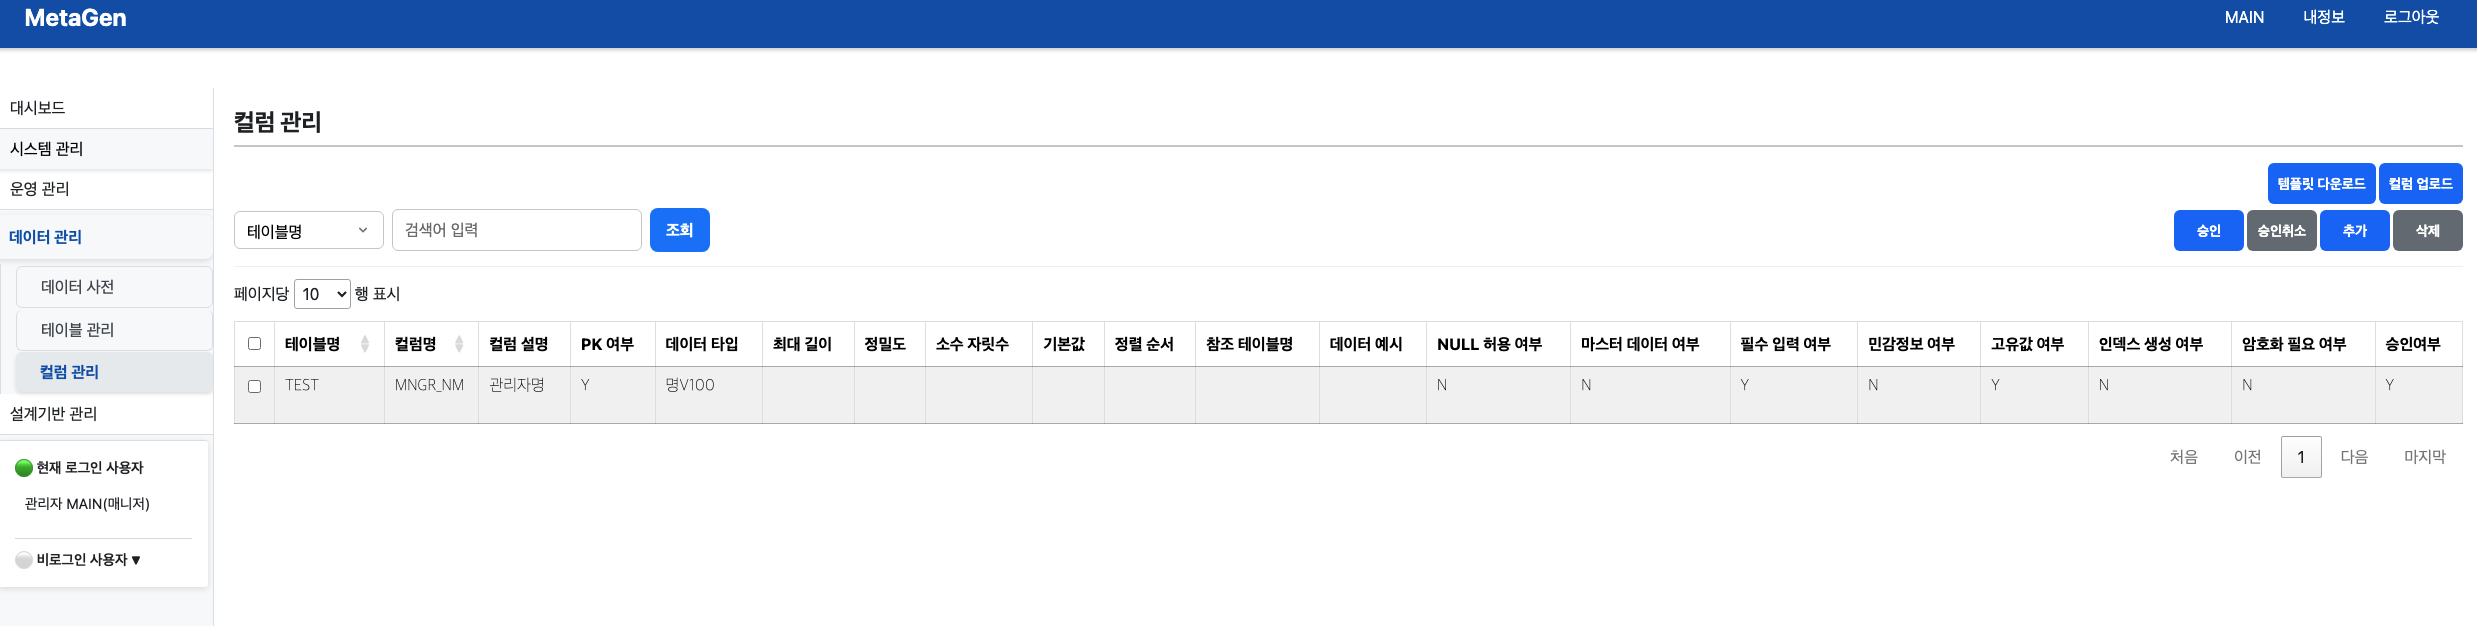 MetaGen
MAIN 내정보 로그아웃
대시보드
시스템 관리
운영 관리
데이터 관리
데이터 사전
테이블 관리
컬럼 관리
설계기반 관리
현재 로그인 사용자
관리자 MAIN(매니저)
비로그인 사용자 ▼
컬럼 관리
템플릿 다운로드 컬럼 업로드
테이블명 검색어 입력 조회 승인 승인취소 추가 삭제
페이지당 10 행 표시
테이블명 컬럼명 컬럼 설명 PK 여부 데이터 타입 최대 길이 정밀도 소수 자릿수 기본값 정렬 순서 참조 테이블명 데이터 예시 NULL 허용 여부 마스터 데이터 여부 필수 입력 여부 민감정보 여부 고유값 여부 인덱스 생성 여부 암호화 필요 여부 승인여부
TEST MNGR_NM 관리자명 Y 명V100 N N Y N Y N N Y
처음 이전 1 다음 마지막